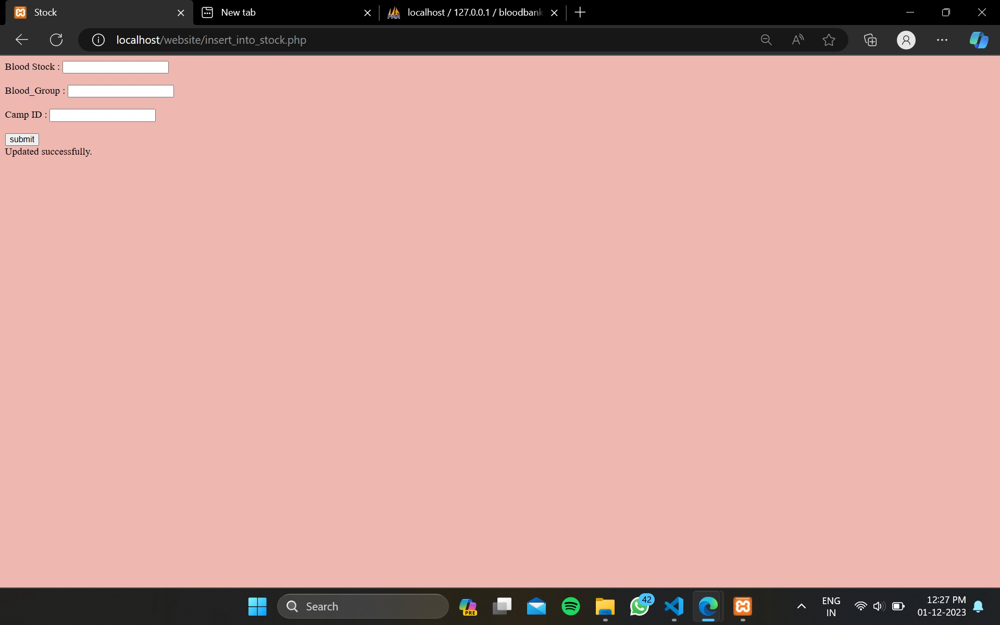 Stock
New tab
localhost / 127.0.0.1 / bloodbank
localhost/website/insert_into_stock.php
Blood Stock :
Blood_Group :
Camp ID :
submit
Updated successfully.
Search
PRE
42
ENG
IN
12:27 PM
01-12-2023